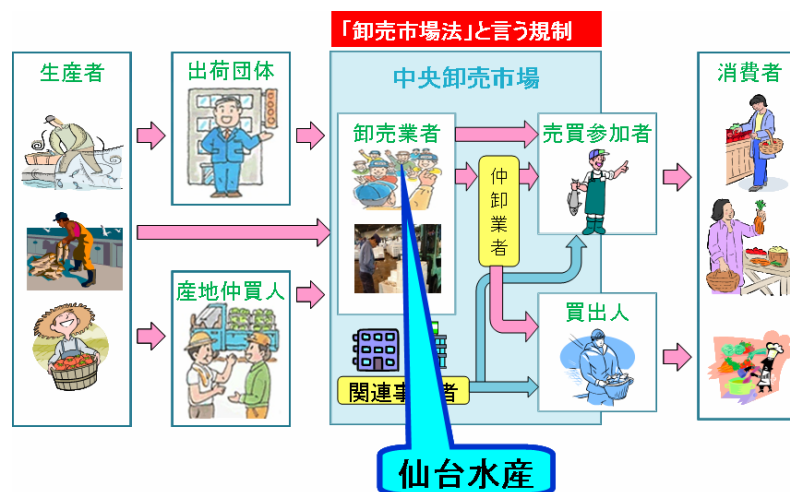 「卸売市場法」と言う規制
生産者
出荷団体
中央卸売市場
消費者
卸売業者
売買参加者
仲卸業者
産地仲買人
買出人
関連事
者
仙台水産